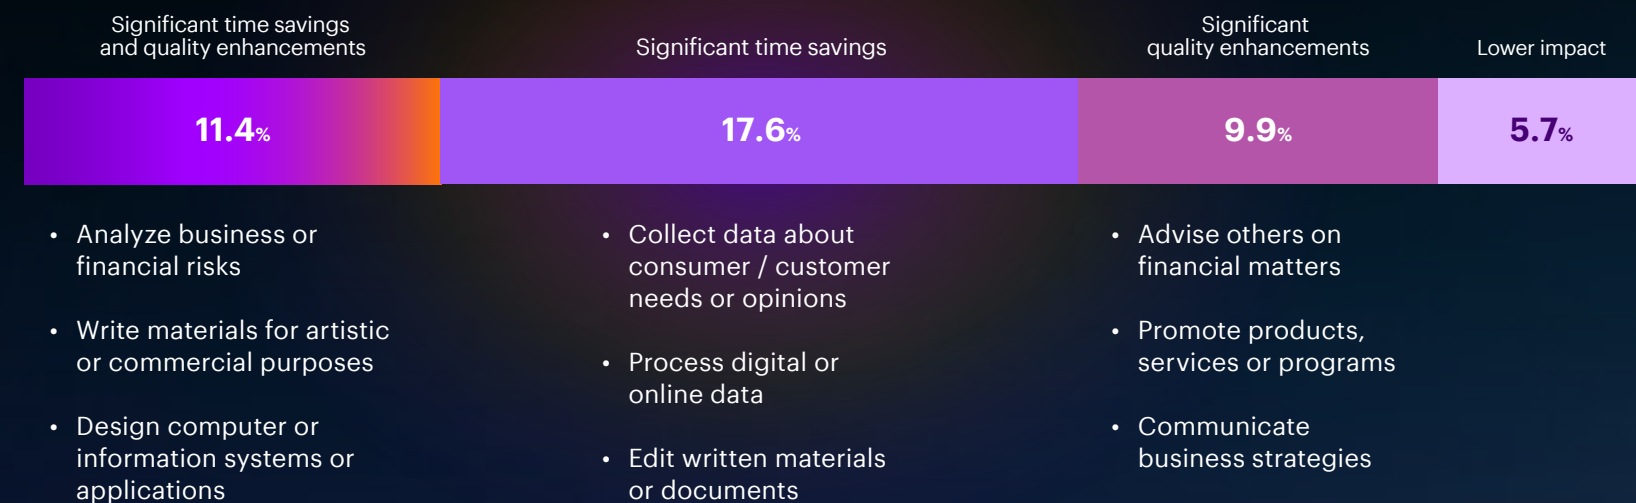 Significant time savings
and quality enhancements
Significant time savings
Significant
quality enhancements
Lower impact
11.4%
17.6%
9.9%
5.7%
• Analyze business or
financial risks
• Write materials for artistic
or commercial purposes
• Design computer or
information systems or
applications
• Collect data about
consumer / customer
needs or opinions
• Process digital or
online data
• Edit written materials
or documents
• Advise others on
financial matters
• Promote products,
services or programs
• Communicate
business strategies